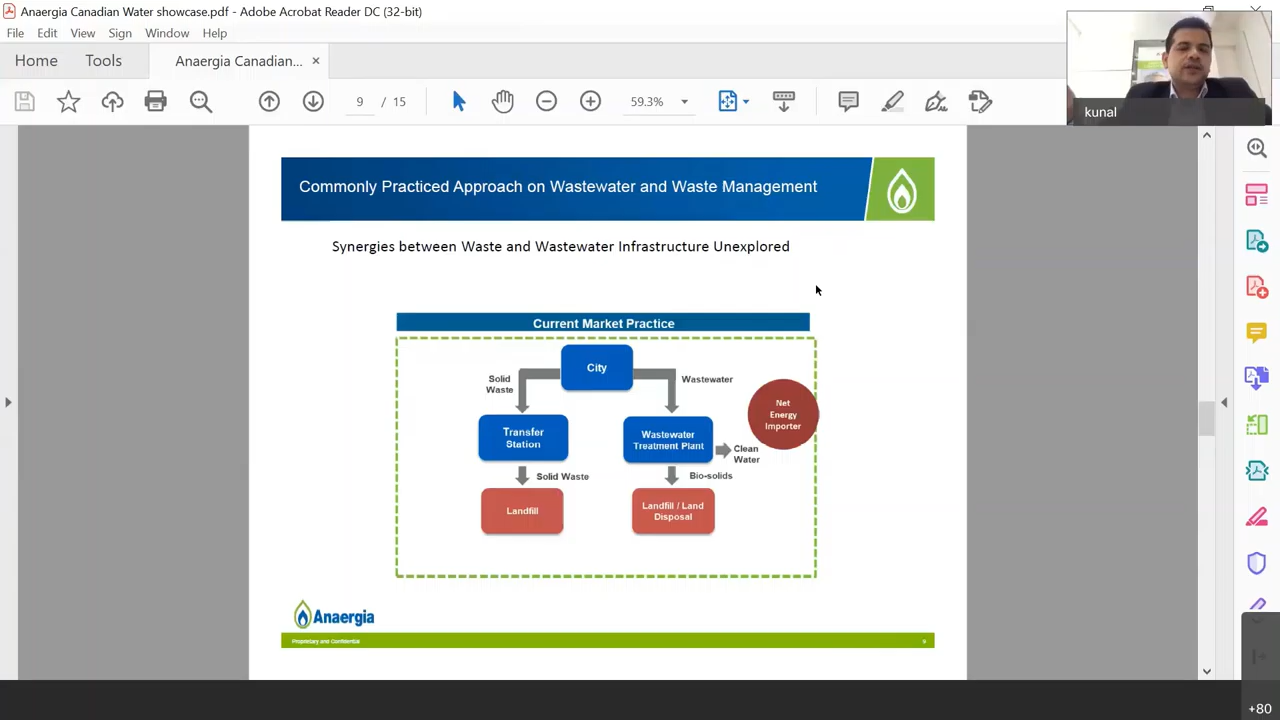 Anaergia Canadian Water showcase.pdf - Adobe Acrobat Reader DC (32-bit)
File Edit View Sign Window Help
Home Tools Anaergia Canadian... ×
9 / 15 59.3%
kunal
Commonly Practiced Approach on Wastewater and Waste Management
Synergies between Waste and Wastewater Infrastructure Unexplored
Current Market Practice
City
Solid
Waste
Wastewater
Net
Energy
Importer
Transfer
Station
Wastewater
Treatment Plant
Clean
Water
Solid Waste
Bio-solids
Landfill
Landfill / Land
Disposal
Anaergia
Proprietary and Confidential
9
+80